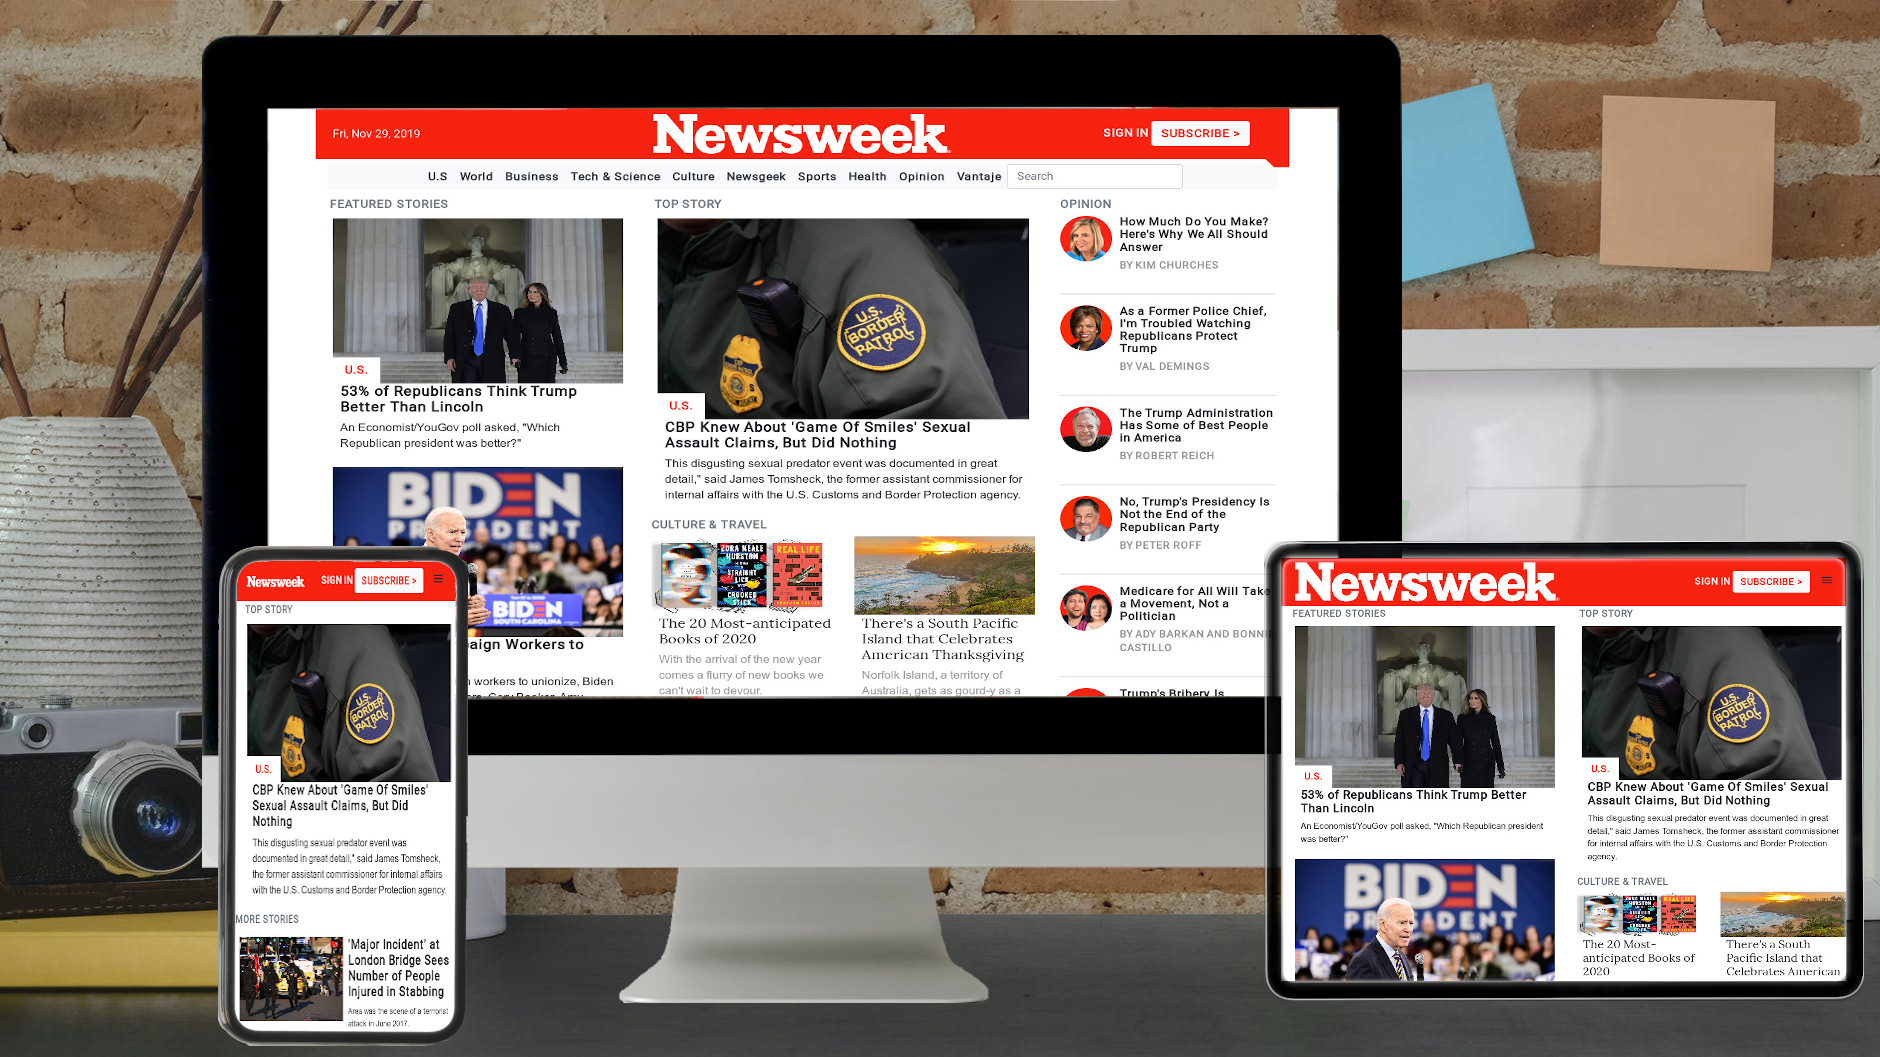 Fri, Nov 29, 2019
Newsweek
SIGN IN
SUBSCRIBE >
U.S World Business Tech & Science Culture Newsgeek Sports Health Opinion Vantaje
Search
FEATURED STORIES
BIDEN
PRESIDENT
BIDEN
SOUTH CAROLINA
U.S.
53% of Republicans Think Trump
Better Than Lincoln
An Economist/YouGov poll asked, "Which
Republican president was better?"
aign Workers to
workers to unionize, Biden
TOP STORY
U.S.
BORDER
PATROL
U.S.
CBP Knew About 'Game Of Smiles' Sexual
Assault Claims, But Did Nothing
This disgusting sexual predator event was documented in great
detail," said James Tomsheck, the former assistant commissioner for
internal affairs with the U.S. Customs and Border Protection agency.
CULTURE & TRAVEL
ZORA NEALE
HURSTON
STRAIGHT
LICK
CROOKED
STICK
REAL LIFE
The 20 Most-anticipated
Books of 2020
With the arrival of the new year
comes a flurry of new books we
can't wait to devour.
There's a South Pacific
Island that Celebrates
American Thanksgiving
Norfolk Island, a territory of
Australia, gets as gourd-y as a
OPINION
How Much Do You Make?
Here's Why We All Should
Answer
BY KIM CHURCHES
As a Former Police Chief,
I'm Troubled Watching
Republicans Protect
Trump
BY VAL DEMINGS
The Trump Administration
Has Some of Best People
in America
BY ROBERT REICH
No, Trump's Presidency Is
Not the End of the
Republican Party
BY PETER ROFF
Medicare for All Will Take
a Movement, Not a
Politician
BY ADY BARKAN AND BONNI
CASTILLO
Trump's Bribery Is
Newsweek
SIGN IN
SUBSCRIBE >
TOP STORY
U.S.
BORDER
PATROL
U.S.
CBP Knew About 'Game Of Smiles'
Sexual Assault Claims, But Did
Nothing
This disgusting sexual predator event was
documented in great detail," said James Tomsheck,
the former assistant commissioner for internal affairs
with the U.S. Customs and Border Protection agency.
MORE STORIES
'Major Incident' at
London Bridge Sees
Number of People
Injured in Stabbing
Area was the scene of a terrorist
attack in June 2017.
Newsweek
SIGN IN
SUBSCRIBE >
FEATURED STORIES
U.S.
53% of Republicans Think Trump Better
Than Lincoln
An Economist/YouGov poll asked, "Which Republican president
was better?"
BIDEN
PRESIDENT
TOP STORY
U.S.
BORDER
PATROL
U.S.
CBP Knew About 'Game Of Smiles' Sexual
Assault Claims, But Did Nothing
This disgusting sexual predator event was documented in great
detail," said James Tomsheck, the former assistant commissioner
for internal affairs with the U.S. Customs and Border Protection
agency.
CULTURE & TRAVEL
REAL LIFE
The 20 Most-
anticipated Books of
2020
There's a South
Pacific Island that
Celebrates American